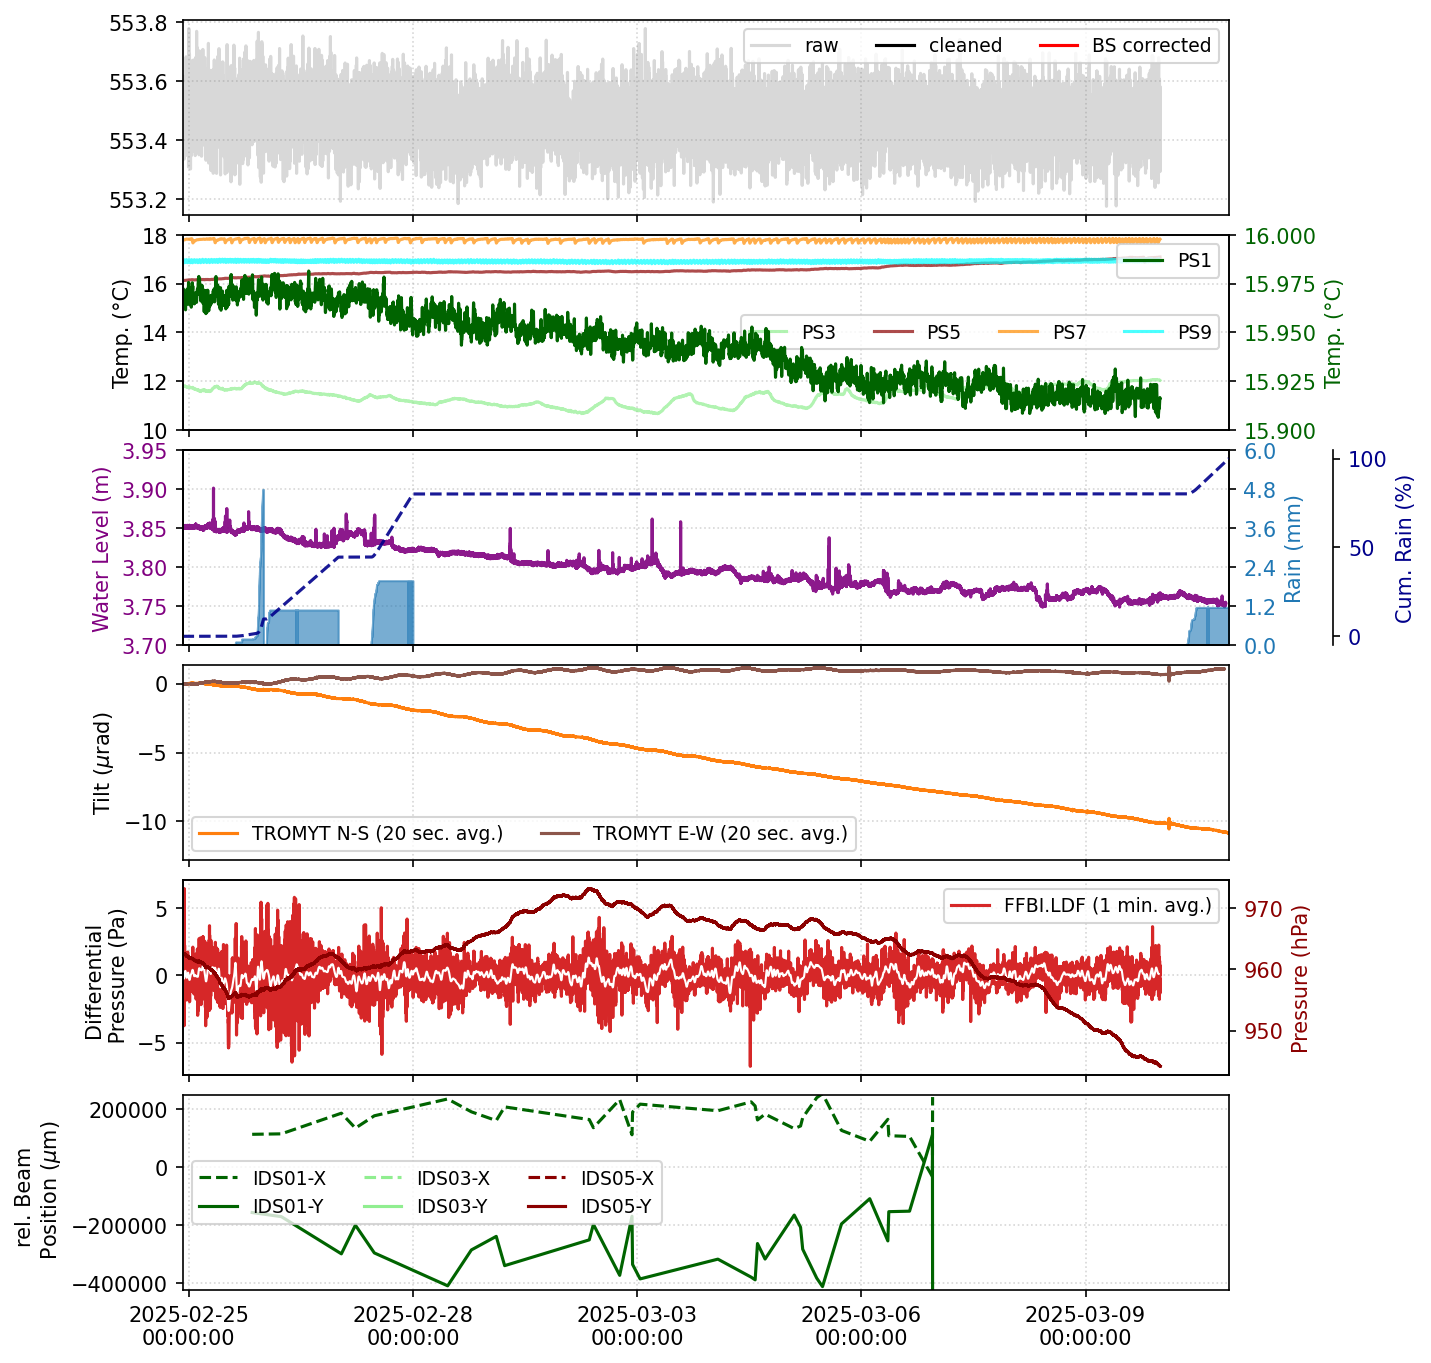 553.8
553.6
553.4
553.2
raw cleaned BS corrected
18
16
14
12
10
Temp. (°C)
PS1
PS3 PS5 PS7 PS9
16.000
15.975
15.950
15.925
15.900
Temp. (°C)
3.95
3.90
3.85
3.80
3.75
3.70
Water Level (m)
6.0
4.8
3.6
2.4
1.2
0.0
Rain (mm)
100
50
0
Cum. Rain (%)
0
−5
−10
Tilt (μrad)
TROMYT N-S (20 sec. avg.) TROMYT E-W (20 sec. avg.)
5
0
−5
Differential
Pressure (Pa)
FFBI.LDF (1 min. avg.)
970
960
950
Pressure (hPa)
200000
0
−200000
−400000
rel. Beam
Position (μm)
IDS01-X IDS03-X IDS05-X
IDS01-Y IDS03-Y IDS05-Y
2025-02-25 2025-02-28 2025-03-03 2025-03-06 2025-03-09
00:00:00 00:00:00 00:00:00 00:00:00 00:00:00